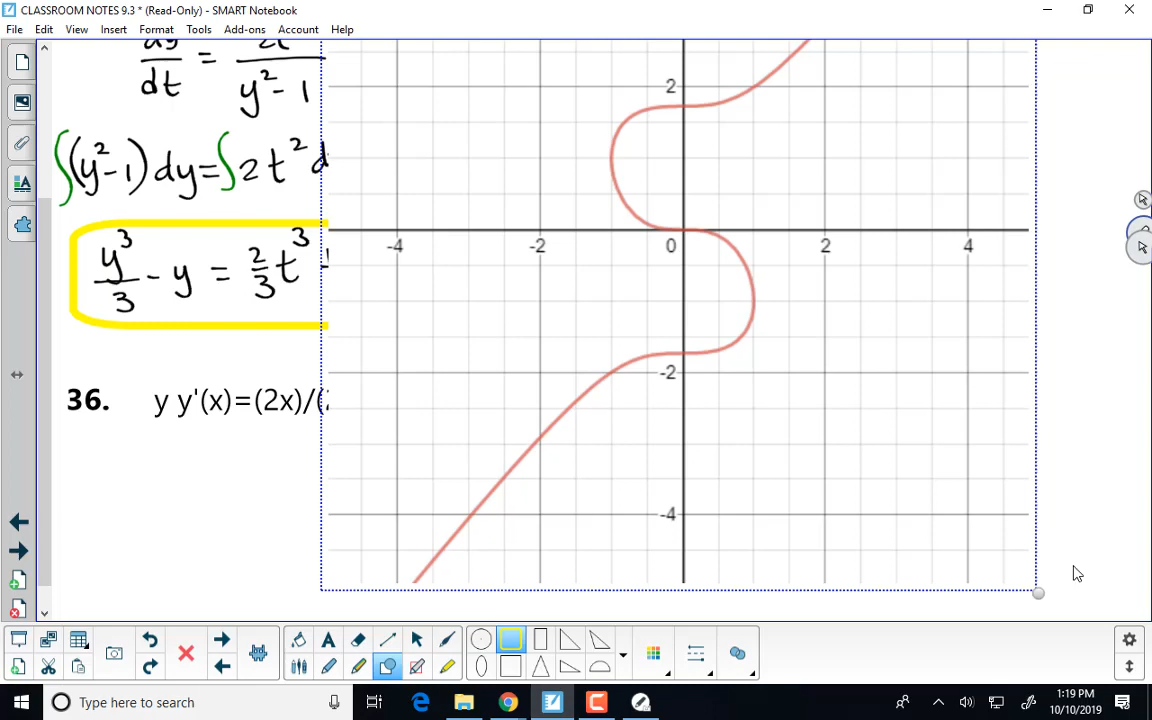 CLASSROOM NOTES 9.3 * (Read-Only) - SMART Notebook
File Edit View Insert Format Tools Add-ons Account Help
dt = y² - 1
∫(y²-1) dy = ∫2t² d
y³/3 - y = 2/3 t³
36. y y'(x)=(2x)/(
2
-4 -2 0 2 4
-2
-4
Type here to search
1:19 PM
10/10/2019